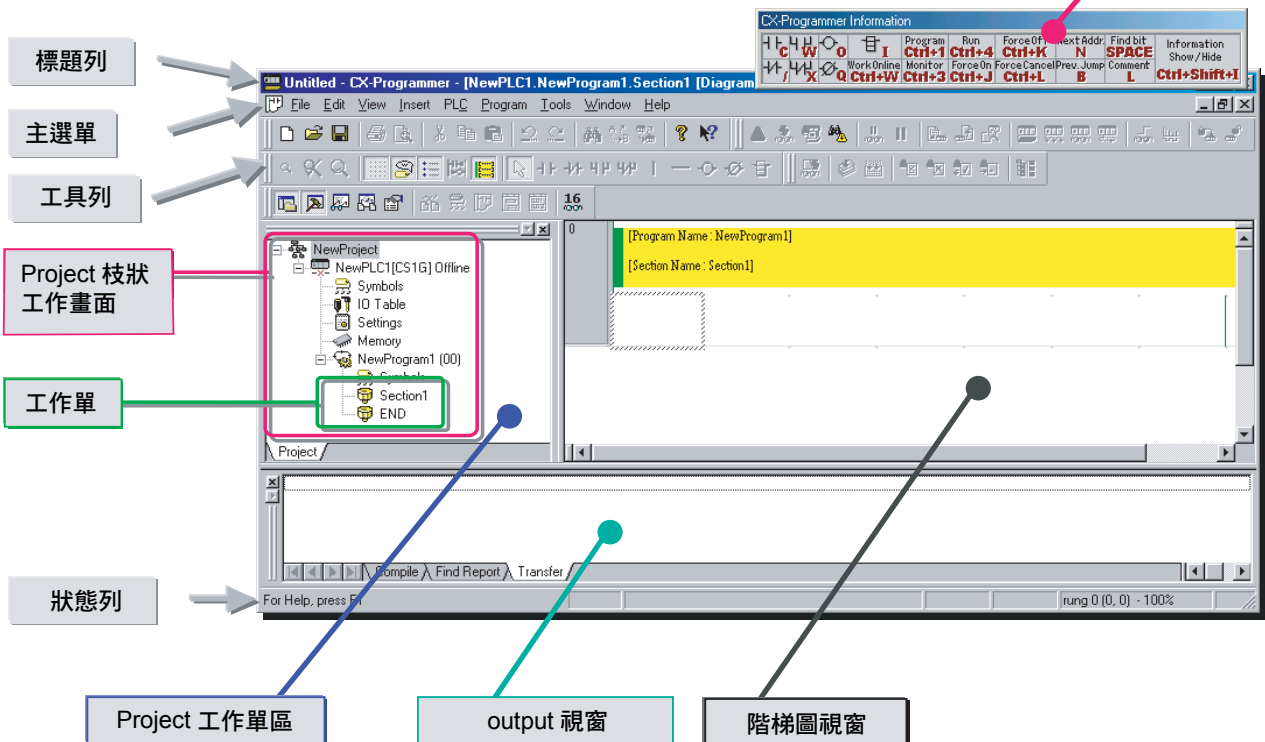 CX-Programmer Information
C W O I Program Ctrl+1 Run Ctrl+4 Force Off Ctrl+K Next Addr. N Find bit SPACE Information Show/Hide Ctrl+Shift+I
/ X Q Work Online Ctrl+W Monitor Ctrl+3 Force On Ctrl+J Force Cancel Ctrl+L Prev. Jump B Comment L
標題列
Untitled - CX-Programmer - [NewPLC1.NewProgram1.Section1 [Diagram
主選單
File Edit View Insert PLC Program Tools Window Help
工具列
16
Project 枝狀
工作畫面
NewProject
NewPLC1[CS1G] Offline
Symbols
IO Table
Settings
Memory
NewProgram1 (00)
Symbols
Section1
END
Project
0
[Program Name : NewProgram1]
[Section Name : Section1]
工作單
Compile
Find Report
Transfer
狀態列
For Help, press F1
rung 0 (0, 0) - 100%
Project 工作單區
output 視窗
階梯圖視窗